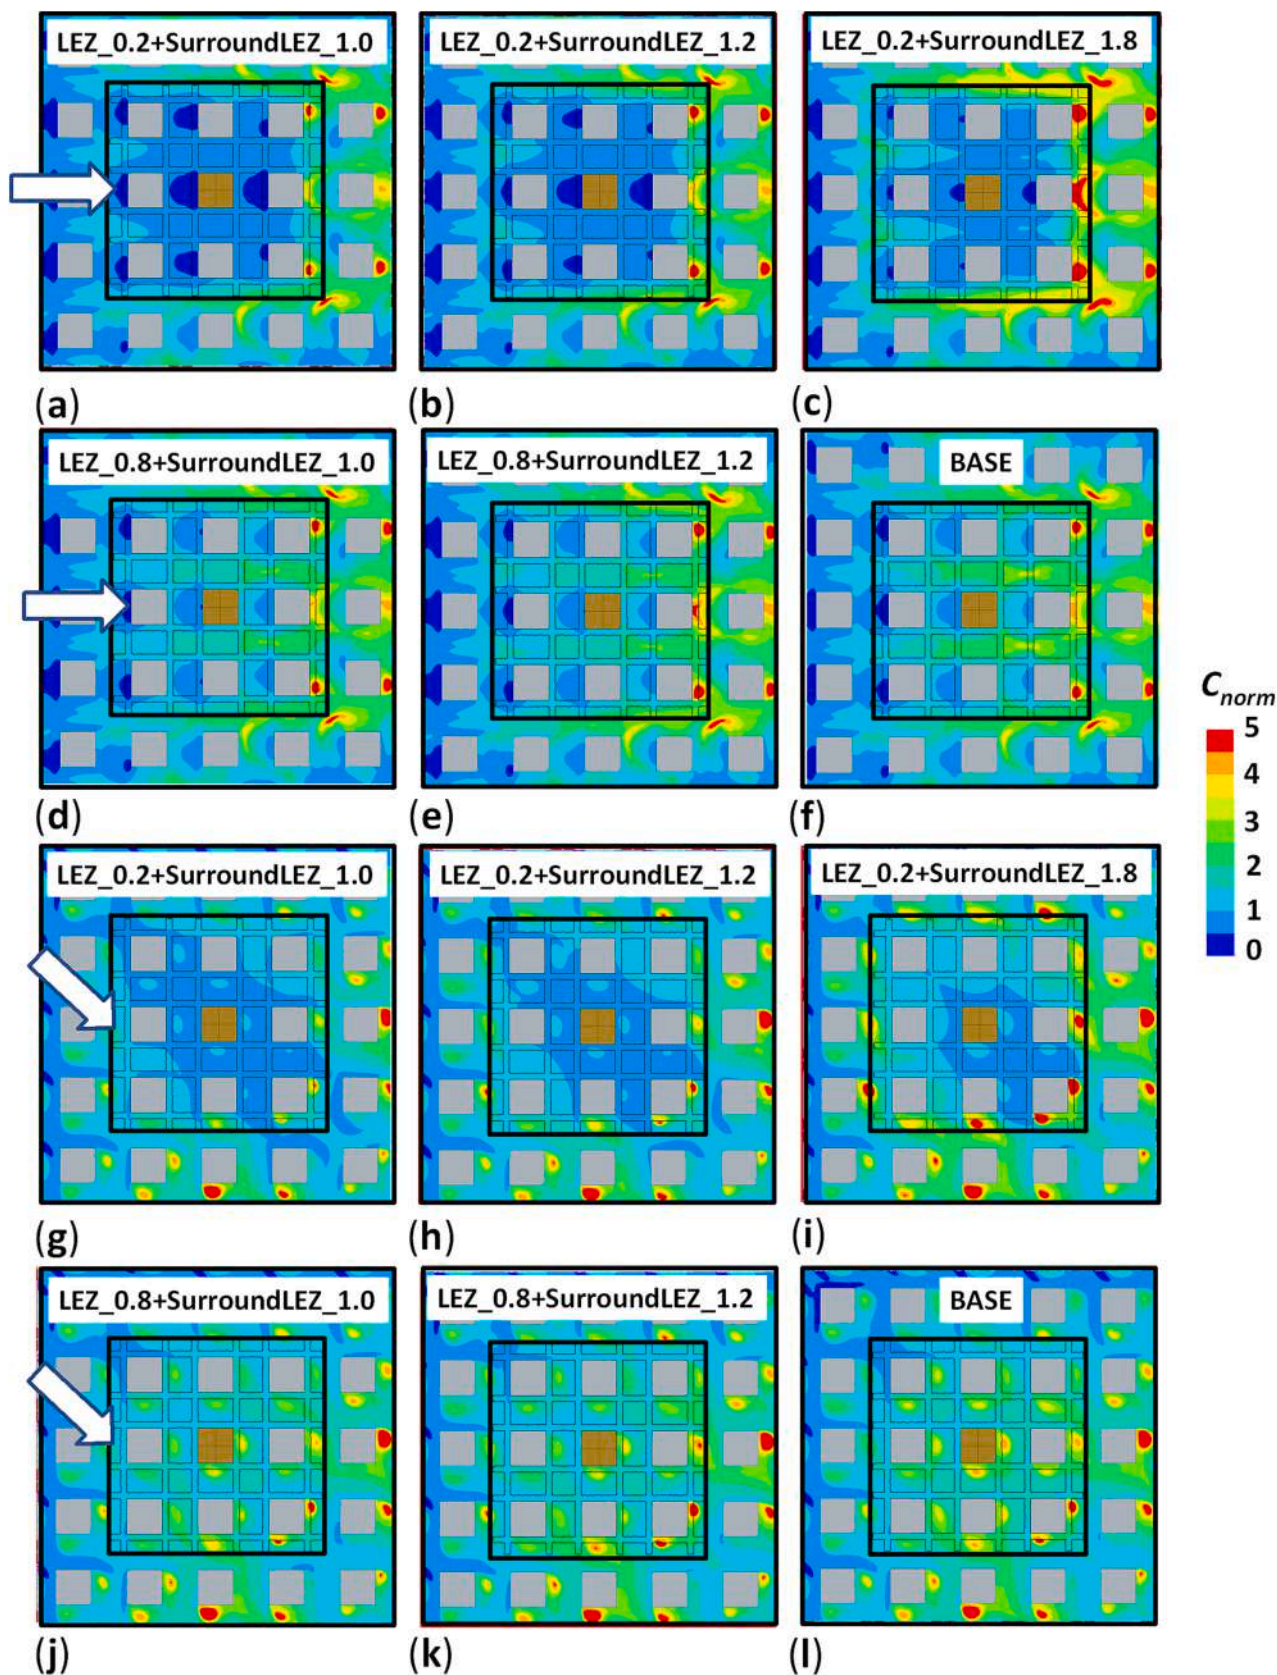 LEZ_0.2+SurroundLEZ_1.0
LEZ_0.2+SurroundLEZ_1.2
LEZ_0.2+SurroundLEZ_1.8
(a)
(b)
(c)
LEZ_0.8+SurroundLEZ_1.0
LEZ_0.8+SurroundLEZ_1.2
BASE
(d)
(e)
(f)
C_norm
5
4
3
2
1
0
LEZ_0.2+SurroundLEZ_1.0
LEZ_0.2+SurroundLEZ_1.2
LEZ_0.2+SurroundLEZ_1.8
(g)
(h)
(i)
LEZ_0.8+SurroundLEZ_1.0
LEZ_0.8+SurroundLEZ_1.2
BASE
(j)
(k)
(l)